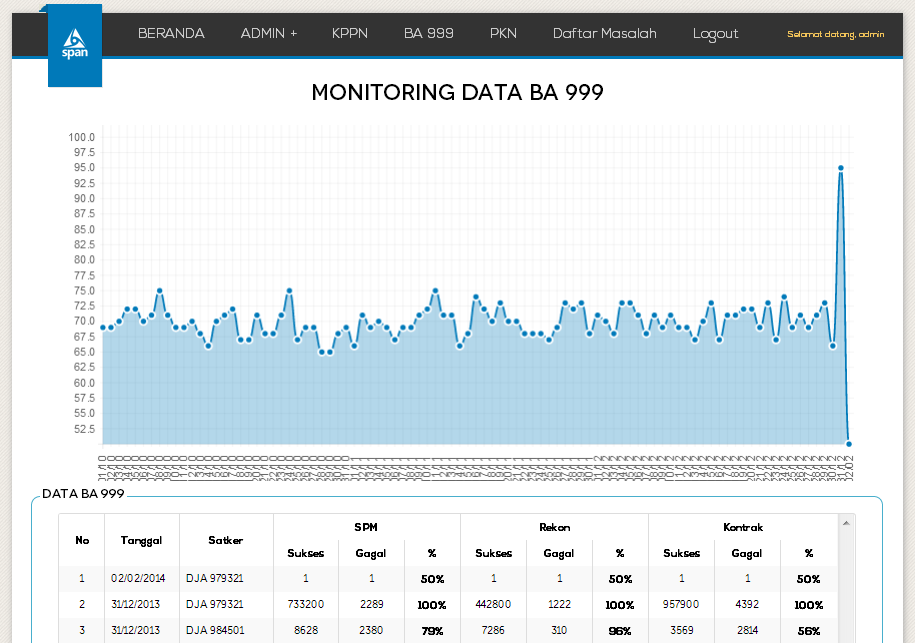 span
BERANDA ADMIN + KPPN BA 999 PKN Daftar Masalah Logout Selamat datang, admin
MONITORING DATA BA 999
100.0
97.5
95.0
92.5
90.0
87.5
85.0
82.5
80.0
77.5
75.0
72.5
70.0
67.5
65.0
62.5
60.0
57.5
55.0
52.5
DATA BA 999
No Tanggal Satker SPM Rekon Kontrak
Sukses Gagal % Sukses Gagal % Sukses Gagal %
1 02/02/2014 DJA 979321 1 1 50% 1 1 50% 1 1 50%
2 31/12/2013 DJA 979321 733200 2289 100% 442800 1222 100% 957900 4392 100%
3 31/12/2013 DJA 984501 8628 2380 79% 7286 310 96% 3569 2814 56%